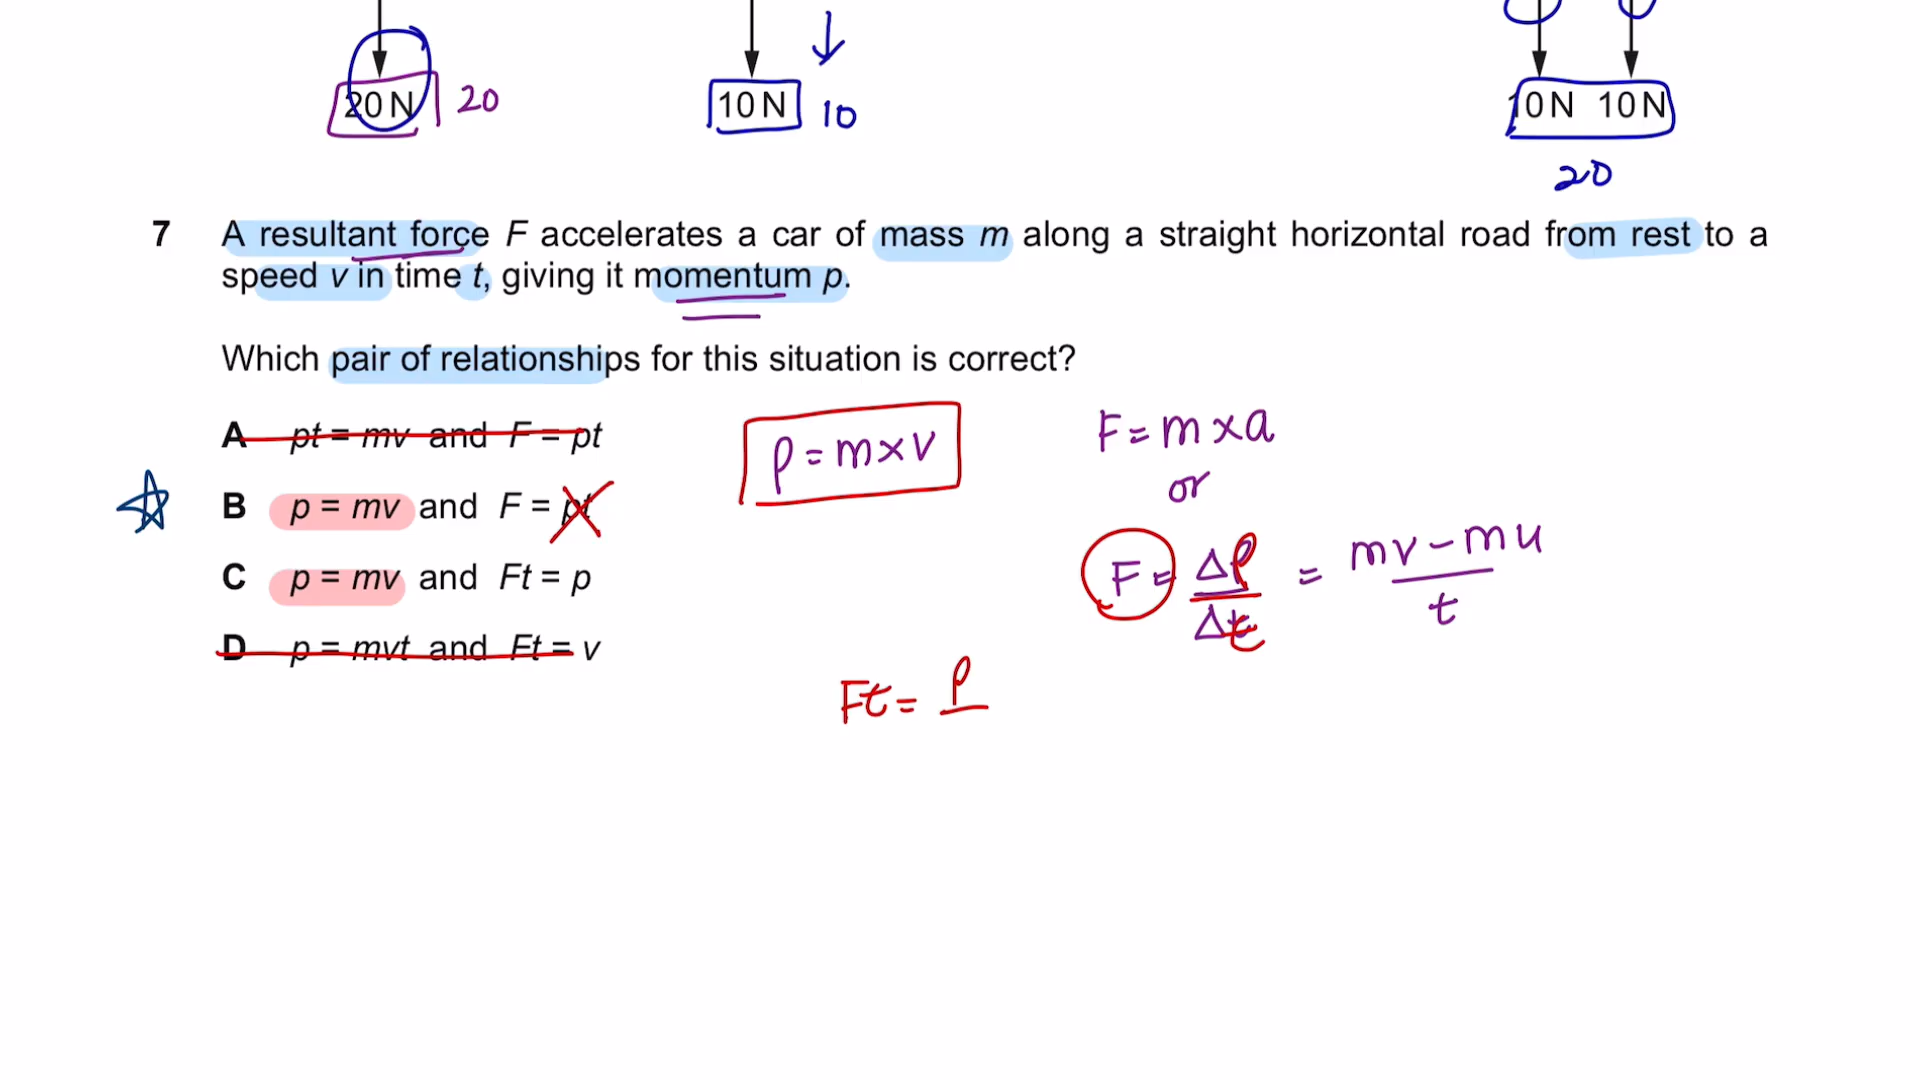 20 N 20 10 N 10 10 N 10 N
20
7 A resultant force F accelerates a car of mass m along a straight horizontal road from rest to a
speed v in time t, giving it momentum p.
Which pair of relationships for this situation is correct?
A pt = mv and F = pt
B p = mv and F = pt
C p = mv and Ft = p
D p = mvt and Ft = v
p = m × v
F = m × a
or
F = Δp/Δt = mv - mu/t
Ft = p